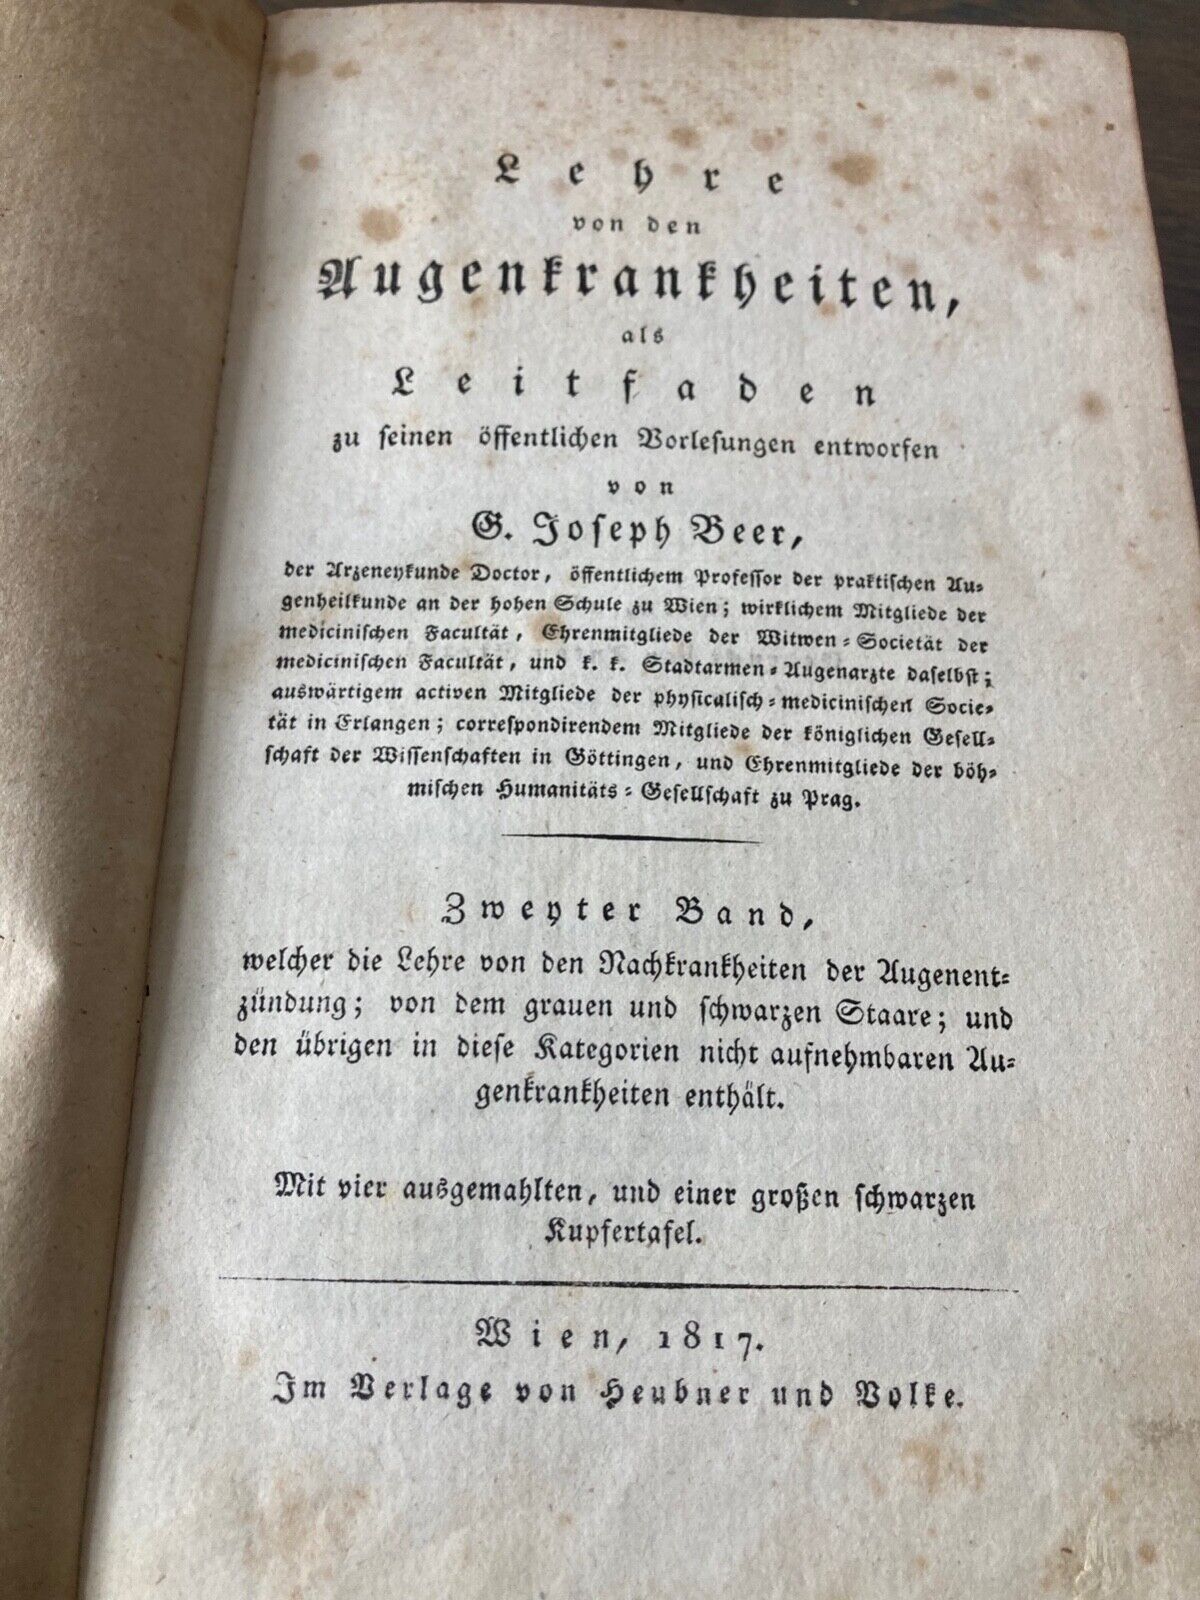 Lehre
von den
Augenkrankheiten,
als
Leitfaden
zu seinen öffentlichen Vorlesungen entworfen
von
G. Joseph Beer,
der Arzeneykunde Doctor, öffentlichem Professor der praktischen Au-
genheilkunde an der hohen Schule zu Wien; wirklichem Mitgliede der
medicinischen Facultät, Ehrenmitgliede der Witwen-Societät der
medicinischen Facultät, und k. k. Stadtarmen-Augenarzte daselbst;
auswärtigem activen Mitgliede der physicalisch-medicinischen Socie-
tät in Erlangen; correspondirendem Mitgliede der königlichen Gesell-
schaft der Wissenschaften in Göttingen, und Ehrenmitgliede der böh-
mischen Humanitäts-Gesellschaft zu Prag.
Zweyter Band,
welcher die Lehre von den Nachkrankheiten der Augenent-
zündung; von dem grauen und schwarzen Staare; und
den übrigen in diese Kategorien nicht aufnehmbaren Au-
genkrankheiten enthält.
Mit vier ausgemahlten, und einer großen schwarzen
Kupfertafel.
Wien, 1817.
Im Verlage von Heubner und Volke.